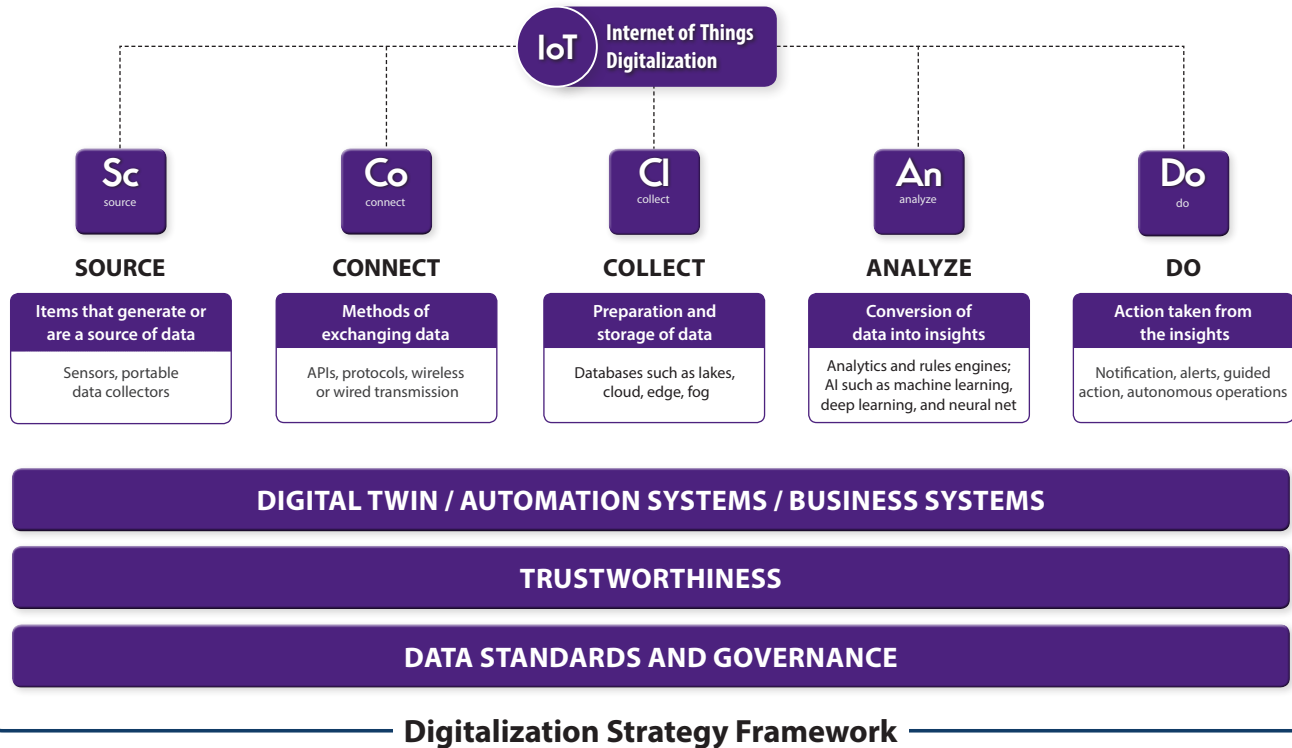 IoT
Internet of Things
Digitalization
Sc
source
Co
connect
Cl
collect
An
analyze
Do
do
SOURCE
CONNECT
COLLECT
ANALYZE
DO
Items that generate or
are a source of data
Sensors, portable
data collectors
Methods of
exchanging data
APIs, protocols, wireless
or wired transmission
Preparation and
storage of data
Databases such as lakes,
cloud, edge, fog
Conversion of
data into insights
Analytics and rules engines;
AI such as machine learning,
deep learning, and neural net
Action taken from
the insights
Notification, alerts, guided
action, autonomous operations
DIGITAL TWIN / AUTOMATION SYSTEMS / BUSINESS SYSTEMS
TRUSTWORTHINESS
DATA STANDARDS AND GOVERNANCE
Digitalization Strategy Framework